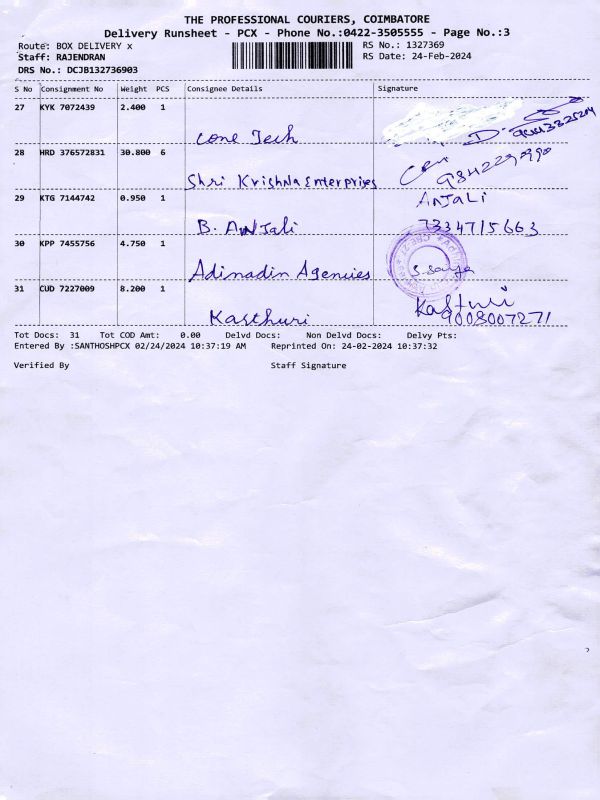 THE PROFESSIONAL COURIERS, COIMBATORE
Delivery Runsheet - PCX - Phone No.:0422-3505555 - Page No.:3
Route: BOX DELIVERY x RS No.: 1327369
Staff: RAJENDRAN RS Date: 24-Feb-2024
DRS No.: DCJB132736903
S No Consignment No Weight PCS Consignee Details Signature
27 KYK 7072439 2.400 1
Cone Tech
28 HRD 376572831 30.800 6
Shri Krishna Enterprises
29 KTG 7144742 0.950 1 ANJALI
B. ANJali 7334715663
30 KPP 7455756 4.750 1
Adinadin Agencies
31 CUD 7227009 8.200 1 Kasturi
Kasthuri 9008007271
Tot Docs: 31 Tot COD Amt: 0.00 Delvd Docs: Non Delvd Docs: Delvy Pts:
Entered By :SANTHOSHPCX 02/24/2024 10:37:19 AM Reprinted On: 24-02-2024 10:37:32
Verified By Staff Signature